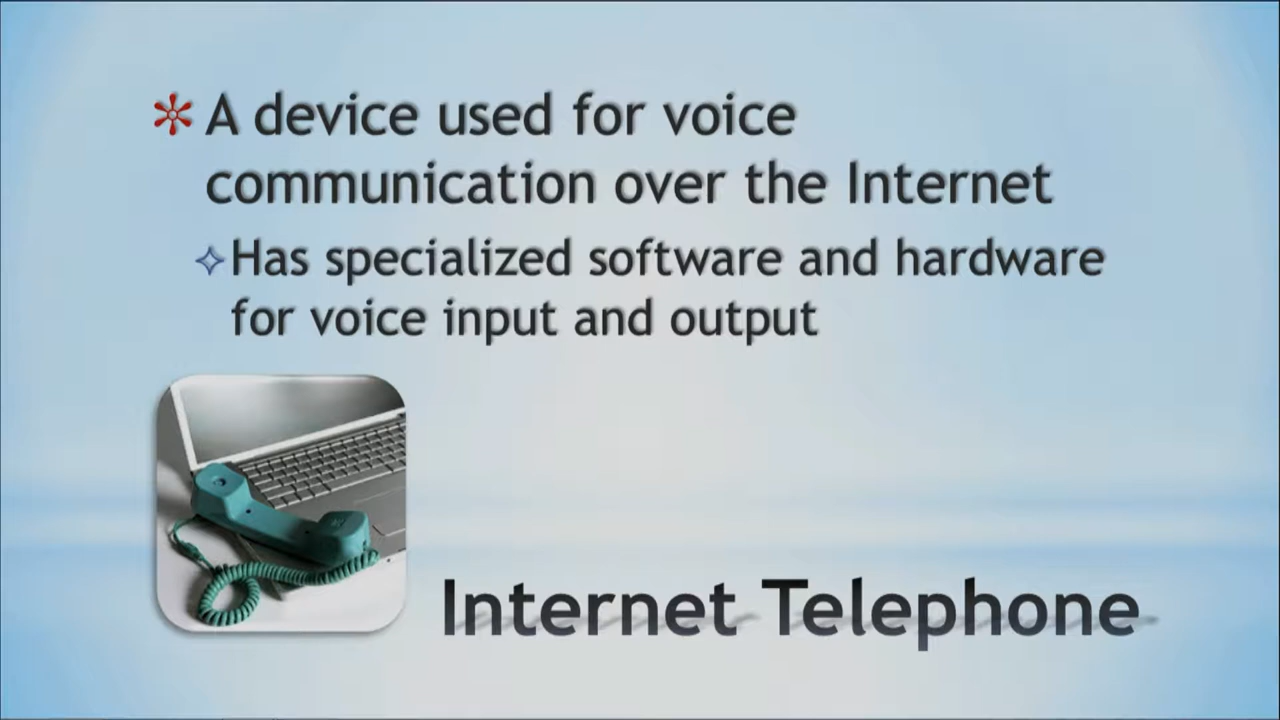 A device used for voice
communication over the Internet
Has specialized software and hardware
for voice input and output
Internet Telephone